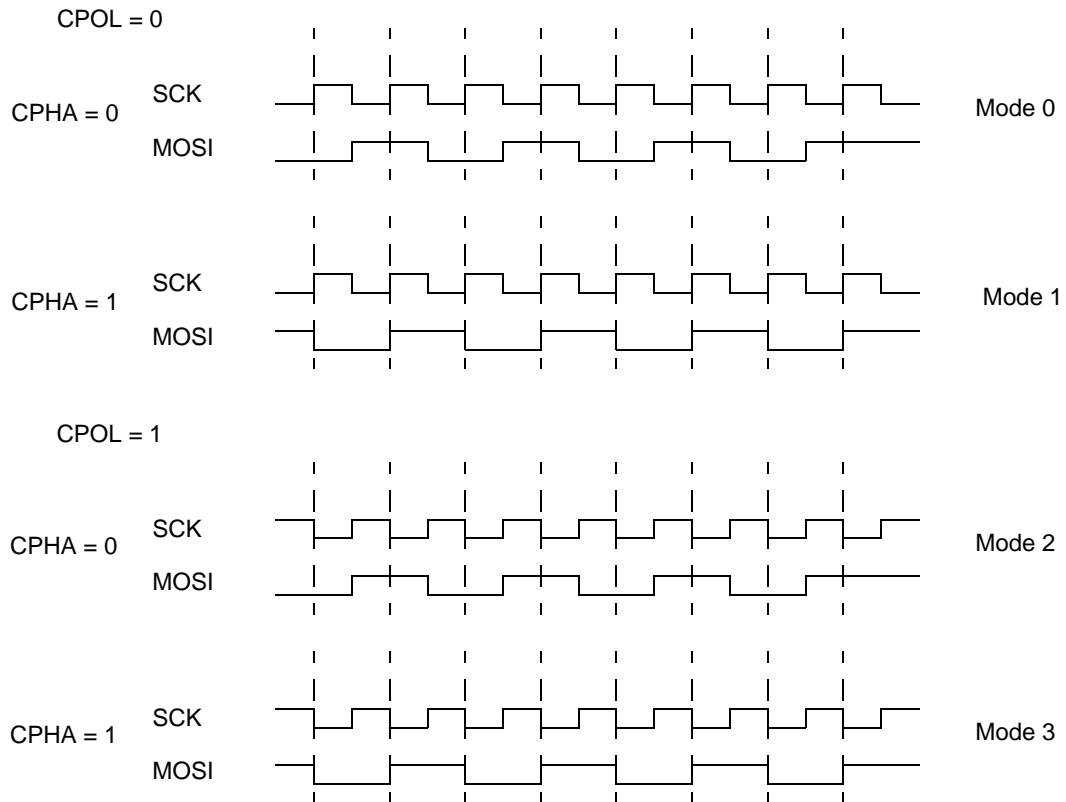 CPOL = 0
SCK
CPHA = 0
Mode 0
MOSI
SCK
CPHA = 1
Mode 1
MOSI
CPOL = 1
SCK
CPHA = 0
Mode 2
MOSI
SCK
CPHA = 1
Mode 3
MOSI